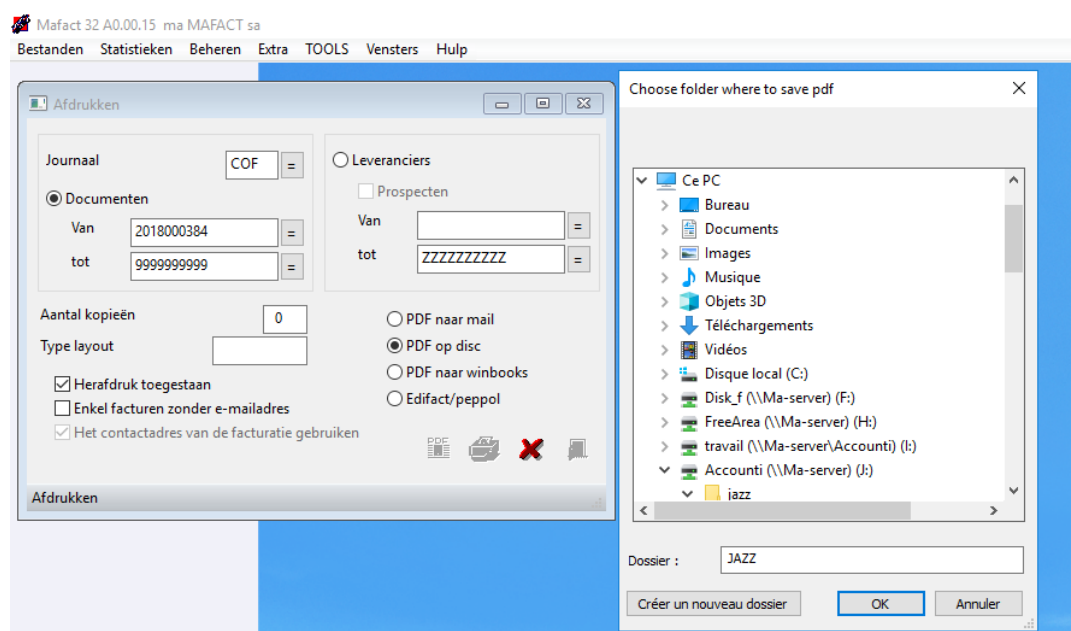 Mafact 32 A0.00.15 ma MAFACT sa
Bestanden Statistieken Beheren Extra TOOLS Vensters Hulp
Afdrukken
Journaal COF =
Documenten
Van 2018000384 =
tot 9999999999 =
Leveranciers
Prospecten
Van =
tot ZZZZZZZZZZ =
Aantal kopieën 0
Type layout
Herafdruk toegestaan
Enkel facturen zonder e-mailadres
Het contactadres van de facturatie gebruiken
PDF naar mail
PDF op disc
PDF naar winbooks
Edifact/peppol
PDF
Afdrukken
Choose folder where to save pdf
Ce PC
Bureau
Documents
Images
Musique
Objets 3D
Téléchargements
Vidéos
Disque local (C:)
Disk_f (\\Ma-server) (F:)
FreeArea (\\Ma-server) (H:)
travail (\\Ma-server\Accounti) (I:)
Accounti (\\Ma-server) (J:)
jazz
Dossier : JAZZ
Créer un nouveau dossier OK Annuler